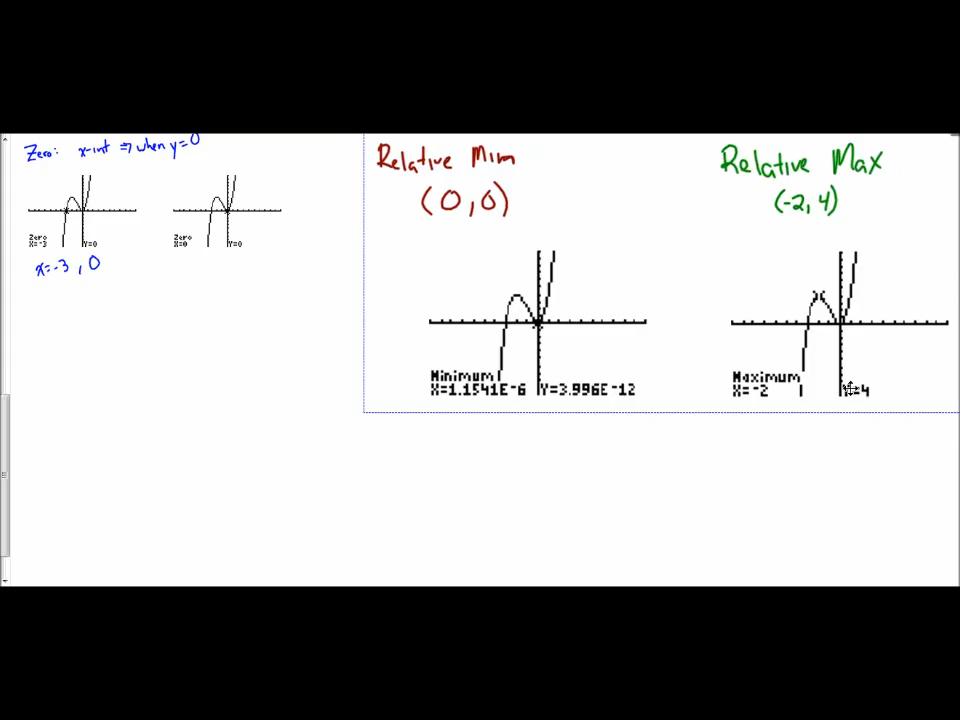 Zero: x-int ⇒ when y=0
Zero
X=-3 Y=0
Zero
X=0 Y=0
x=-3, 0
Relative Min
(0,0)
Minimum
X=1.1541E-6 Y=3.996E-12
Relative Max
(-2,4)
Maximum
X=-2 Y=4